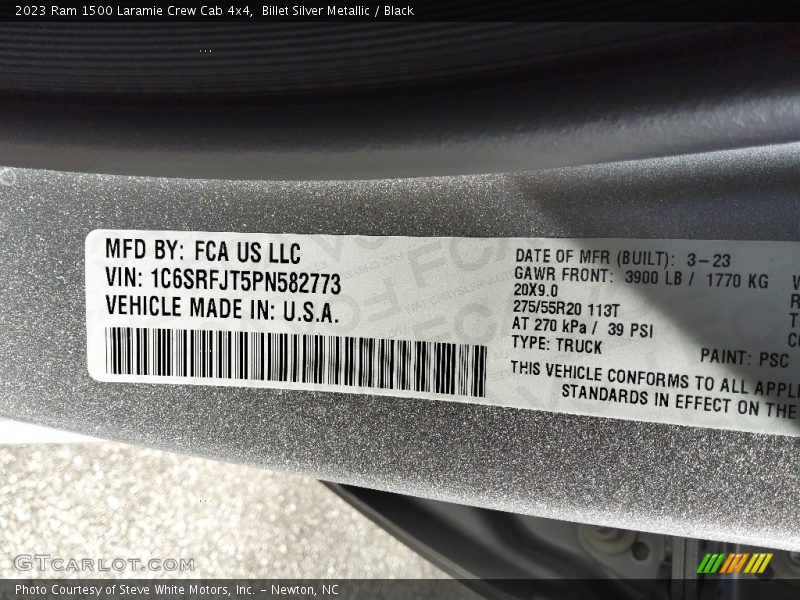 2023 Ram 1500 Laramie Crew Cab 4x4,  Billet Silver Metallic / Black
MFD BY: FCA US LLC
VIN: 1C6SRFJT5PN582773
VEHICLE MADE IN: U.S.A.
DATE OF MFR (BUILT): 3-23
GAWR FRONT: 3900 LB / 1770 KG
20X9.0
275/55R20 113T
AT 270 kPa / 39 PSI
TYPE: TRUCK
PAINT: PSC
THIS VEHICLE CONFORMS TO ALL APPLI
STANDARDS IN EFFECT ON THE
GTCARLOT.COM
Photo Courtesy of Steve White Motors, Inc. - Newton, NC